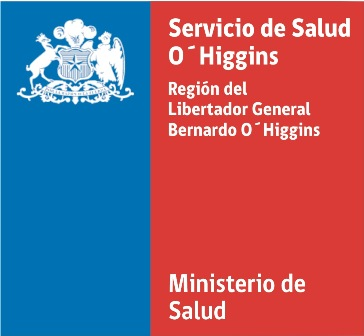 Servicio de Salud
O´Higgins
Región del
Libertador General
Bernardo O´Higgins
Ministerio de
Salud